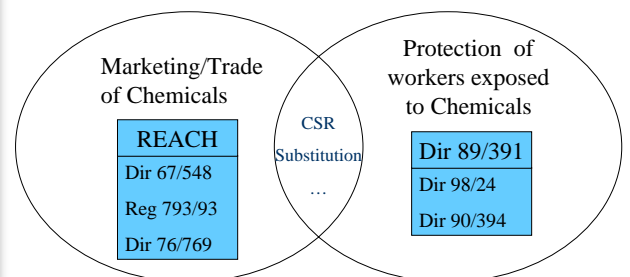 Marketing/Trade
of Chemicals
REACH
Dir 67/548
Reg 793/93
Dir 76/769
CSR
Substitution
…
Protection of
workers exposed
to Chemicals
Dir 89/391
Dir 98/24
Dir 90/394